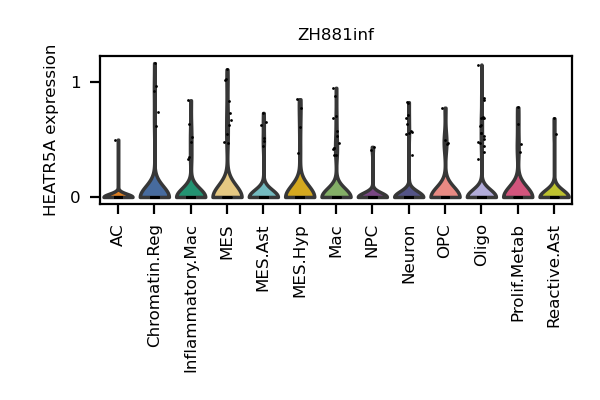 ZH881inf
HEATR5A expression
1
0
AC
Chromatin.Reg
Inflammatory.Mac
MES
MES.Ast
MES.Hyp
Mac
NPC
Neuron
OPC
Oligo
Prolif.Metab
Reactive.Ast